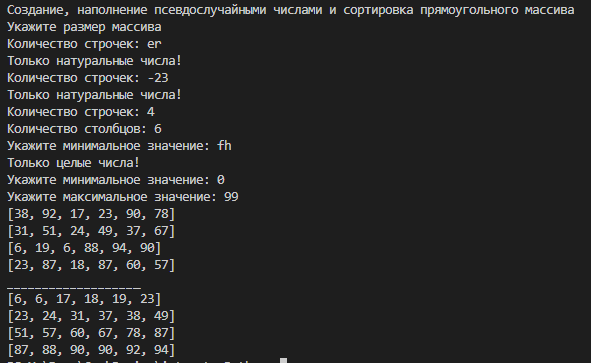 Создание, наполнение псевдослучайными числами и сортировка прямоугольного массива
Укажите размер массива
Количество строчек: er
Только натуральные числа!
Количество строчек: -23
Только натуральные числа!
Количество строчек: 4
Количество столбцов: 6
Укажите минимальное значение: fh
Только целые числа!
Укажите минимальное значение: 0
Укажите максимальное значение: 99
[38, 92, 17, 23, 90, 78]
[31, 51, 24, 49, 37, 67]
[6, 19, 6, 88, 94, 90]
[23, 87, 18, 87, 60, 57]
___________________
[6, 6, 17, 18, 19, 23]
[23, 24, 31, 37, 38, 49]
[51, 57, 60, 67, 78, 87]
[87, 88, 90, 90, 92, 94]